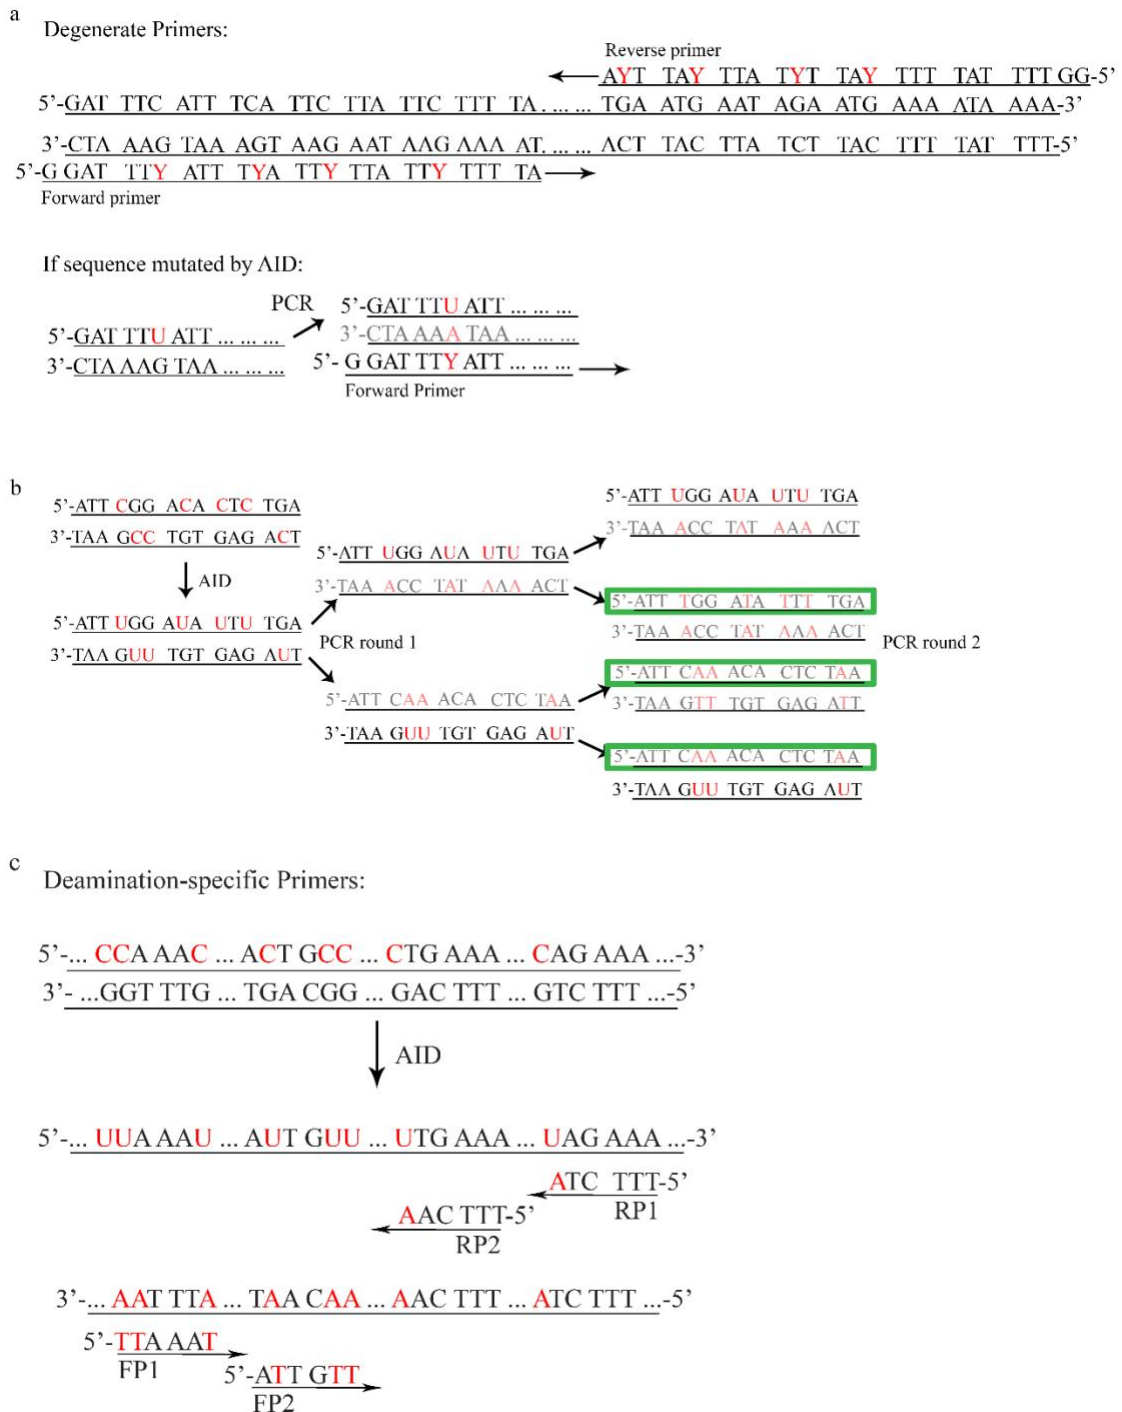 a
Degenerate Primers:
Reverse primer
AYT TAY TTA TYT TAY TTT TAT TTT GG-5’
5’-GAT TTC ATT TCA TTC TTA TTC TTT TA. ... ... TGA ATG AAT AGA ATG AAA ATA AAA-3’
3’-CTA AAG TAA AGT AAG AAT AAG AAA AT. ... ... ACT TAC TTA TCT TAC TTT TAT TTT-5’
5’-G GAT TTY ATT TYA TTY TTA TTY TTT TA
Forward primer
If sequence mutated by AID:
PCR
5’-GAT TTU ATT ... ... ...
5’-GAT TTU ATT ... ... ...
3’-CTA AAA TAA ... ... ...
3’-CTA AAG TAA ... ... ...
5’- G GAT TTY ATT ... ... ...
Forward Primer
b
5’-ATT CGG ACA CTC TGA
3’-TAA GCC TGT GAG ACT
AID
5’-ATT UGG AUA UTU TGA
3’-TAA GUU TGT GAG AUT
PCR round 1
5’-ATT UGG AUA UTU TGA
3’-TAA ACC TAT AAA ACT
5’-ATT CAA ACA CTC TAA
3’-TAA GUU TGT GAG AUT
5’-ATT UGG AUA UTU TGA
3’-TAA ACC TAT AAA ACT
5’-ATT TGG ATA TTT TGA
3’-TAA ACC TAT AAA ACT
PCR round 2
5’-ATT CAA ACA CTC TAA
3’-TAA GTT TGT GAG ATT
5’-ATT CAA ACA CTC TAA
3’-TAA GUU TGT GAG AUT
c
Deamination-specific Primers:
5’-... CCA AAC ... ACT GCC ... CTG AAA ... CAG AAA ...-3’
3’- ...GGT TTG ... TGA CGG ... GAC TTT ... GTC TTT ...-5’
AID
5’-... UUA AAU ... AUT GUU ... UTG AAA ... UAG AAA ...-3’
ATC TTT-5’
RP1
AAC TTT-5’
RP2
3’-... AAT TTA ... TAA CAA ... AAC TTT ... ATC TTT ...-5’
5’-TTA AAT
FP1
5’-ATT GTT
FP2